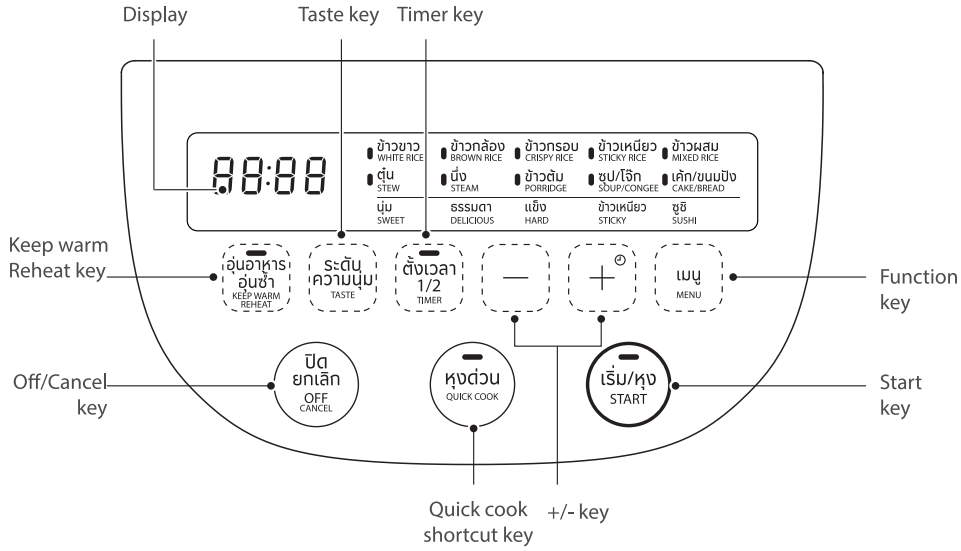 Display
Taste key
Timer key
88:88
ข้าวขาว
WHITE RICE
ข้าวกล้อง
BROWN RICE
ข้าวกรอบ
CRISPY RICE
ข้าวเหนียว
STICKY RICE
ข้าวผสม
MIXED RICE
ตุ๋น
STEW
นึ่ง
STEAM
ข้าวต้ม
PORRIDGE
ซุป/โจ๊ก
SOUP/CONGEE
เค้ก/ขนมปัง
CAKE/BREAD
นุ่ม
SWEET
ธรรมดา
DELICIOUS
แข็ง
HARD
ข้าวเหนียว
STICKY
ซูชิ
SUSHI
Keep warm
Reheat key
อุ่นอาหาร
อุ่นซ้ำ
KEEP WARM
REHEAT
ระดับ
ความนุ่ม
TASTE
ตั้งเวลา
1/2
TIMER
—
+
เมนู
MENU
Function
key
Off/Cancel
key
ปิด
ยกเลิก
OFF
CANCEL
หุงด่วน
QUICK COOK
เริ่ม/หุง
START
Start
key
Quick cook
shortcut key
+/- key